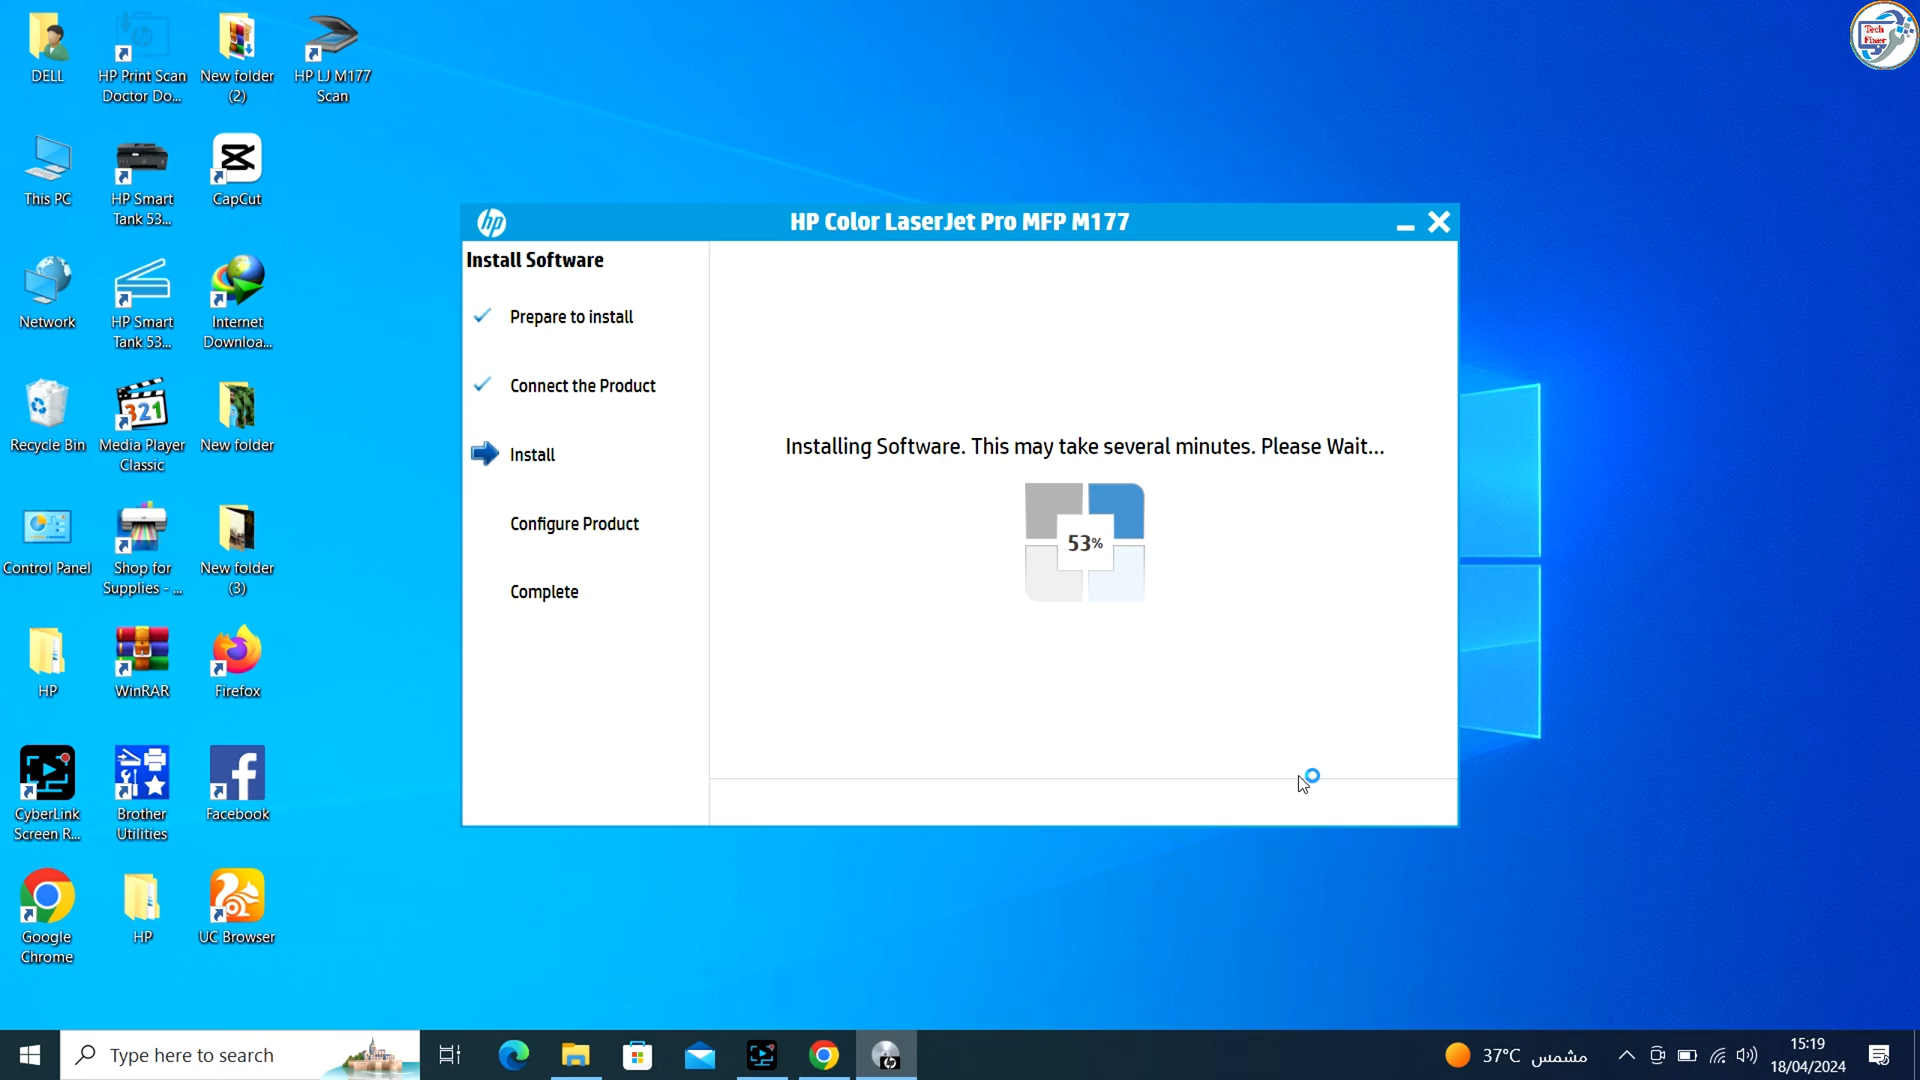 DELL
HP Print Scan
Doctor Do...
New folder
(2)
HP LJ M177
Scan
This PC
HP Smart
Tank 53...
CapCut
Network
HP Smart
Tank 53...
Internet
Downloa...
Recycle Bin
Media Player
Classic
321
New folder
Control Panel
Shop for
Supplies - ...
New folder
(3)
HP
WinRAR
Firefox
CyberLink
Screen R...
Brother
Utilities
Facebook
Google
Chrome
HP
UC Browser
Tech
Fixer
hp
HP Color LaserJet Pro MFP M177
Install Software
Prepare to install
Connect the Product
Install
Configure Product
Complete
Installing Software. This may take several minutes. Please Wait...
53%
Type here to search
37°C مشمس
15:19
18/04/2024